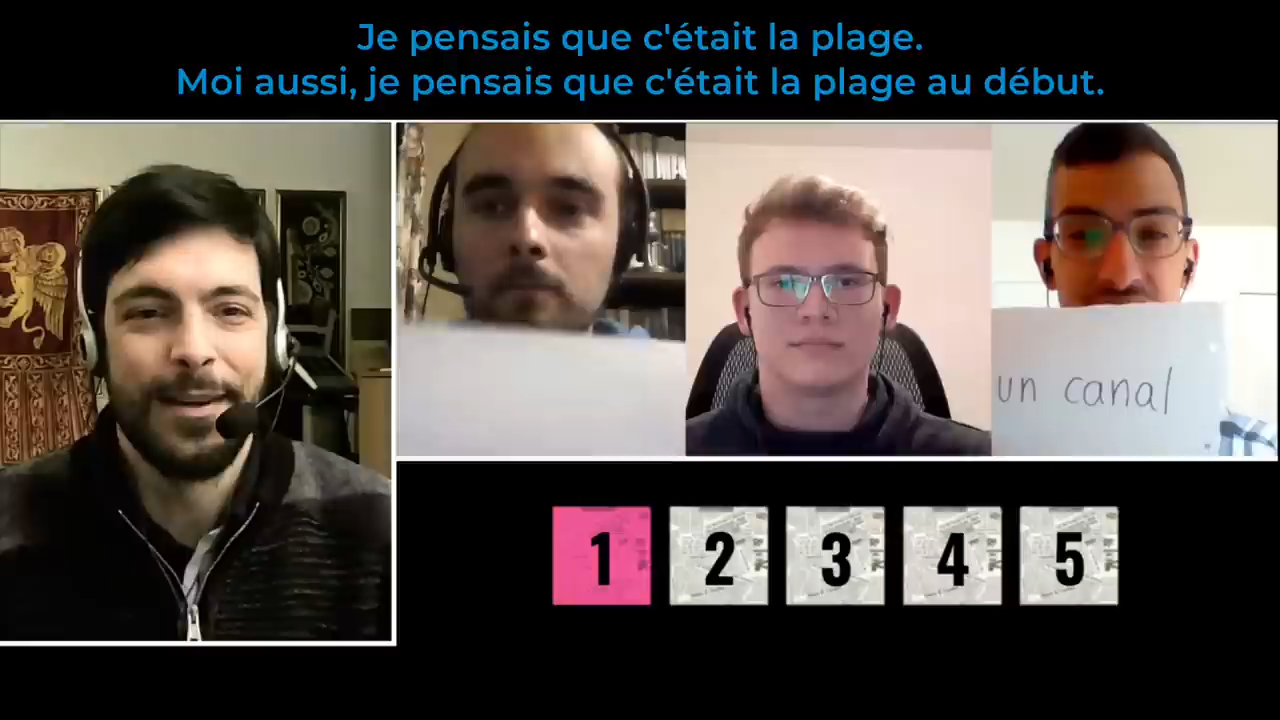 Je pensais que c'était la plage.
Moi aussi, je pensais que c'était la plage au début.
un canal
1 2 3 4 5